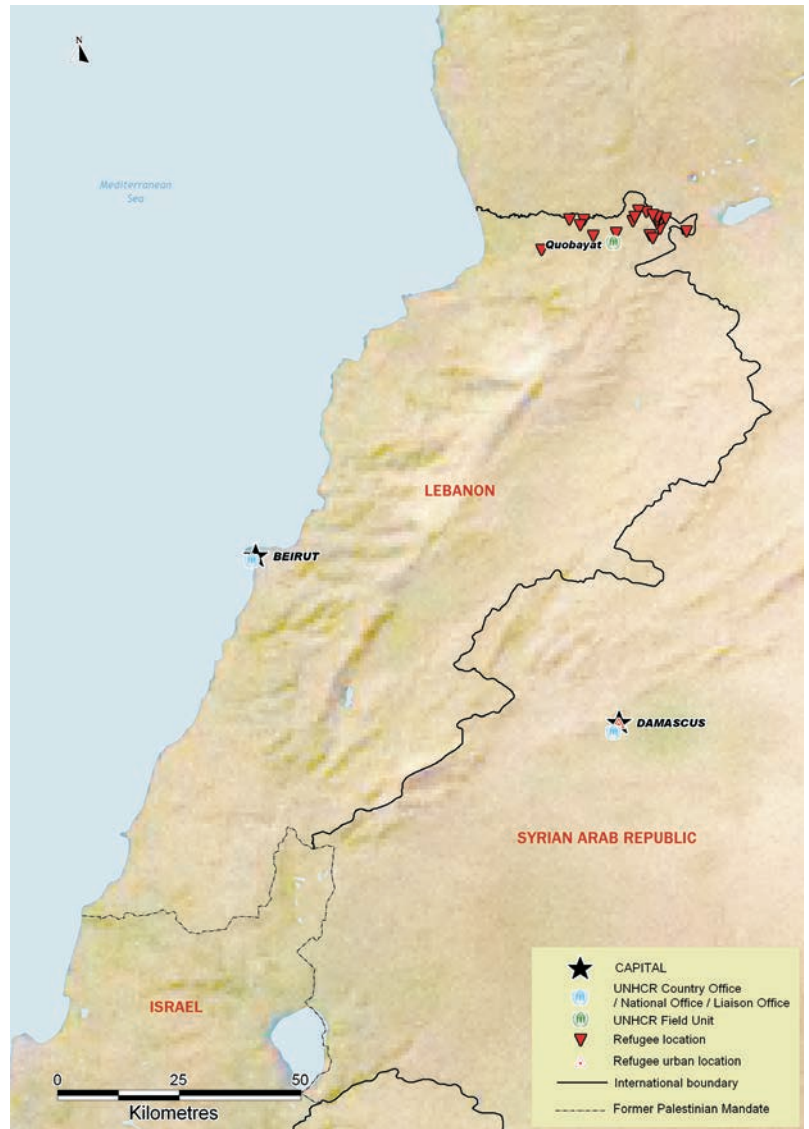 N
Mediterranean
Sea
Quobayat
LEBANON
BEIRUT
DAMASCUS
SYRIAN ARAB REPUBLIC
ISRAEL
CAPITAL
UNHCR Country Office
/ National Office / Liaison Office
UNHCR Field Unit
Refugee location
Refugee urban location
International boundary
Former Palestinian Mandate
0 25 50
Kilometres